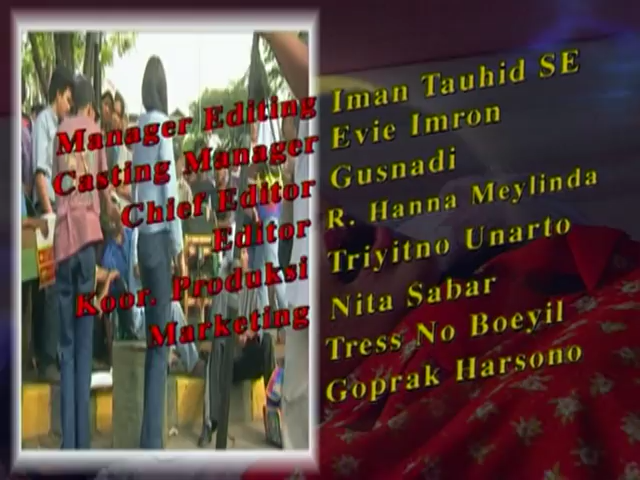 Manager Editing Iman Tauhid SE
Casting Manager Evie Imron
Chief Editor Gusnadi
Editor R. Hanna Meylinda
Koor. Produksi Triyitno Unarto
Marketing Nita Sabar
Tress No Boeyil
Goprak Harsono